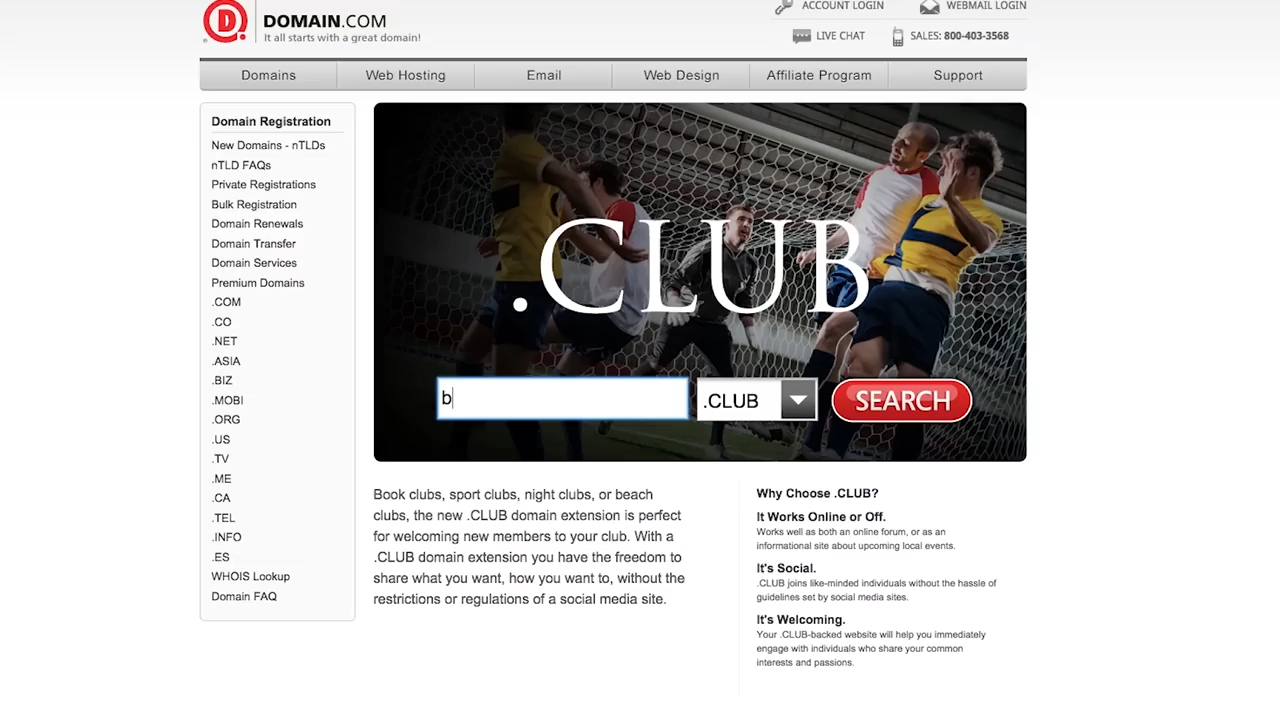 DOMAIN.COM
It all starts with a great domain!
ACCOUNT LOGIN
WEBMAIL LOGIN
LIVE CHAT
SALES: 800-403-3568
Domains
Web Hosting
Email
Web Design
Affiliate Program
Support
Domain Registration
New Domains - nTLDs
nTLD FAQs
Private Registrations
Bulk Registration
Domain Renewals
Domain Transfer
Domain Services
Premium Domains
.COM
.CO
.NET
.ASIA
.BIZ
.MOBI
.ORG
.US
.TV
.ME
.CA
.TEL
.INFO
.ES
WHOIS Lookup
Domain FAQ
.CLUB
b
.CLUB
SEARCH
Book clubs, sport clubs, night clubs, or beach
clubs, the new .CLUB domain extension is perfect
for welcoming new members to your club. With a
.CLUB domain extension you have the freedom to
share what you want, how you want to, without the
restrictions or regulations of a social media site.
Why Choose .CLUB?
It Works Online or Off.
Works well as both an online forum, or as an
informational site about upcoming local events.
It's Social.
.CLUB joins like-minded individuals without the hassle of
guidelines set by social media sites.
It's Welcoming.
Your .CLUB-backed website will help you immediately
engage with individuals who share your common
interests and passions.